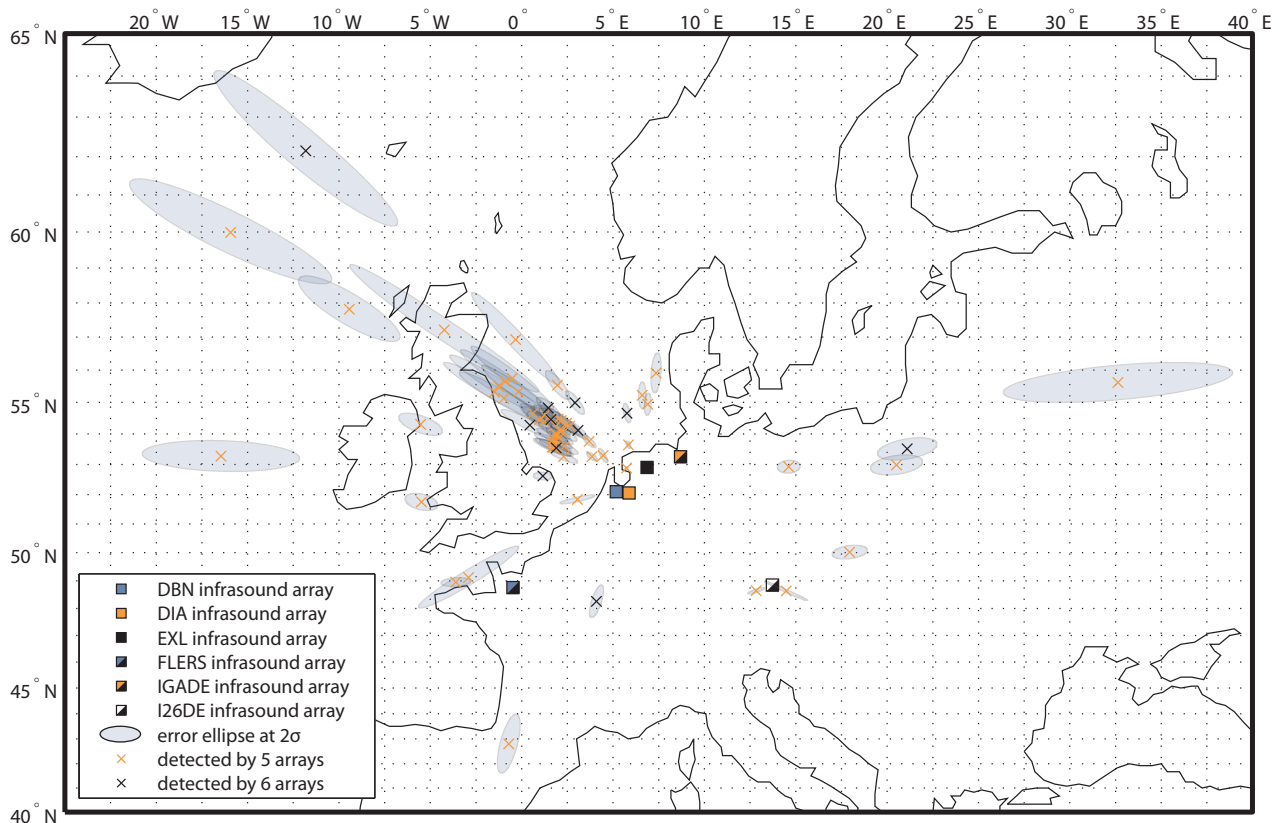 20° W 15° W 10° W 5° W 0° E 5° E 10° E 15° E 20° E 25° E 30° E 35° E 40° E
65° N
60° N
55° N
50° N
45° N
40° N
DBN infrasound array
DIA infrasound array
EXL infrasound array
FLERS infrasound array
IGADE infrasound array
I26DE infrasound array
error ellipse at 2σ
detected by 5 arrays
detected by 6 arrays